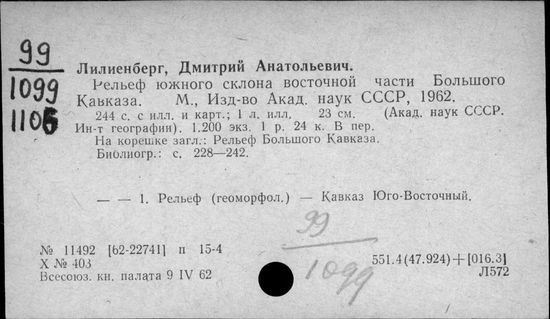 99
1099
1105
Лилиенберг, Дмитрий Анатольевич.
Рельеф южного склона восточной части Большого
Кавказа. М., Изд-во Акад. наук СССР, 1962.
244 с. с илл. и карт.; 1 л. илл. 23 см. (Акад. наук СССР.
Ин-т географии). 1.200 экз. 1 р. 24 к. В пер.
На корешке загл.: Рельеф Большого Кавказа.
Библиогр.: с. 228—242.
— — 1. Рельеф (геоморфол.) — Кавказ Юго-Восточный.
99
1099
№ 11492 [62-22741] п 15-4
X № 403
Всесоюз. кн. палата 9 IV 62
551.4(47.924)+[016.3]
Л572